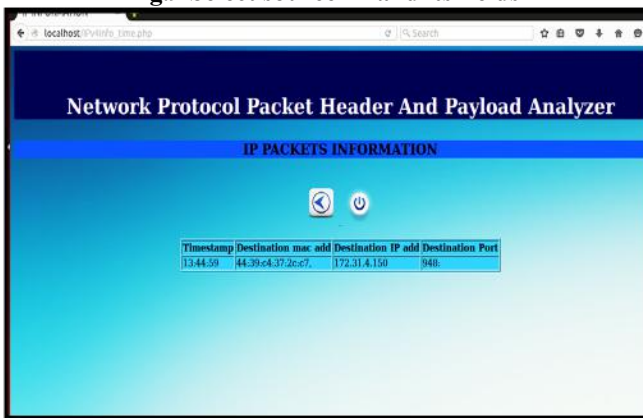 localhost/IPv4info_time.php
Search
Network Protocol Packet Header And Payload Analyzer
IP PACKETS INFORMATION
Timestamp Destination mac add Destination IP add Destination Port
13:44:59 44:39:c4:37:2c:c7, 172.31.4.150 948: